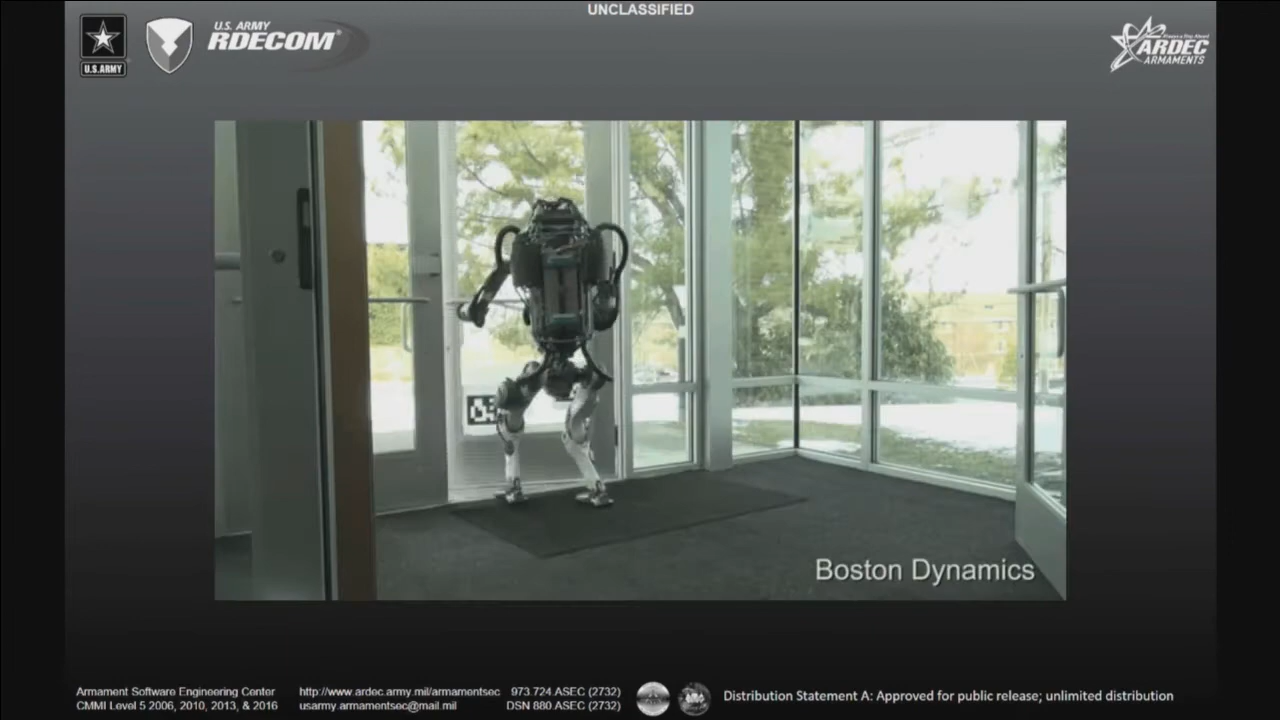 UNCLASSIFIED
U.S. ARMY
U.S. ARMY
RDECOM
ARDEC
ARMAMENTS
Boston Dynamics
Armament Software Engineering Center
CMMI Level 5 2006, 2010, 2013, & 2016
http://www.ardec.army.mil/armamentsec
usarmy.armamentsec@mail.mil
973.724.ASEC (2732)
DSN 880 ASEC (2732)
Distribution Statement A: Approved for public release; unlimited distribution